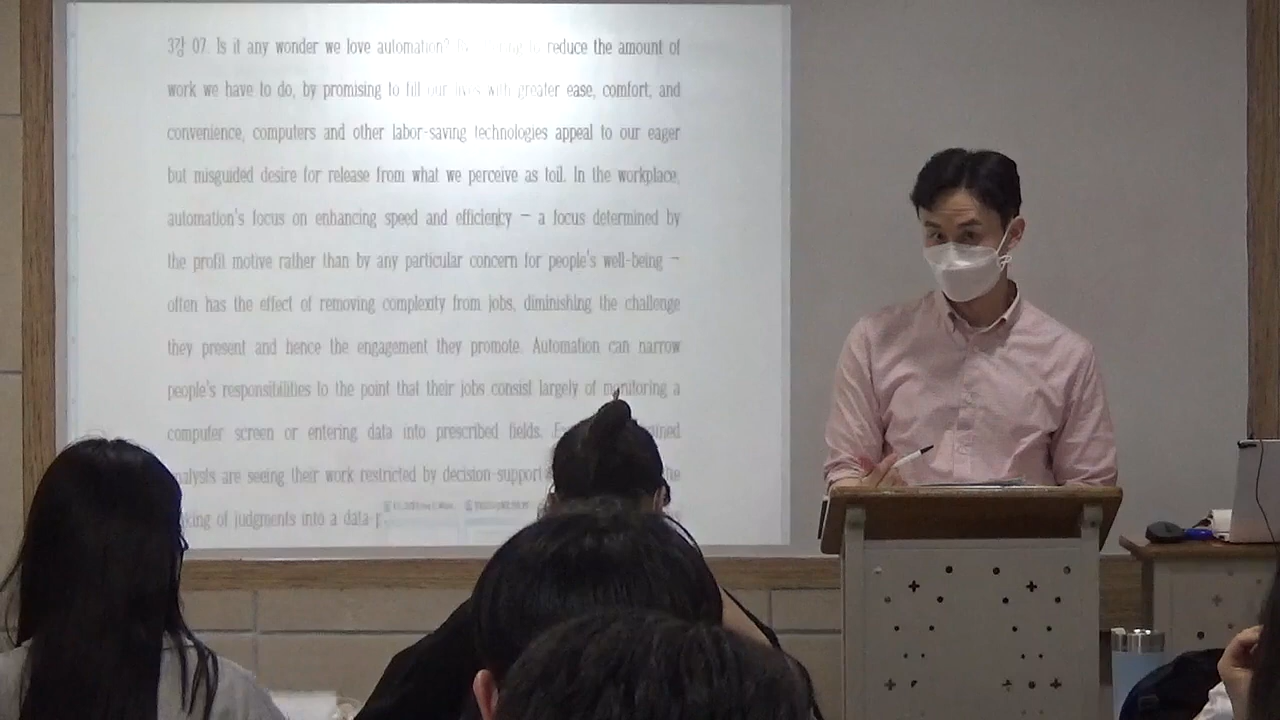 3강 07. Is it any wonder we love automation? reduce the amount of
work we have to do, by promising to fill our lives with greater ease, comfort, and
convenience, computers and other labor-saving technologies appeal to our eager
but misguided desire for release from what we perceive as toil. In the workplace,
automation's focus on enhancing speed and efficiency – a focus determined by
the profit motive rather than by any particular concern for people's well-being –
often has the effect of removing complexity from jobs, diminishing the challenge
they present and hence the engagement they promote. Automation can narrow
people's responsibilities to the point that their jobs consist largely of monitoring a
computer screen or entering data into prescribed fields.
analysts are seeing their work restricted by decision-support
of judgments into a